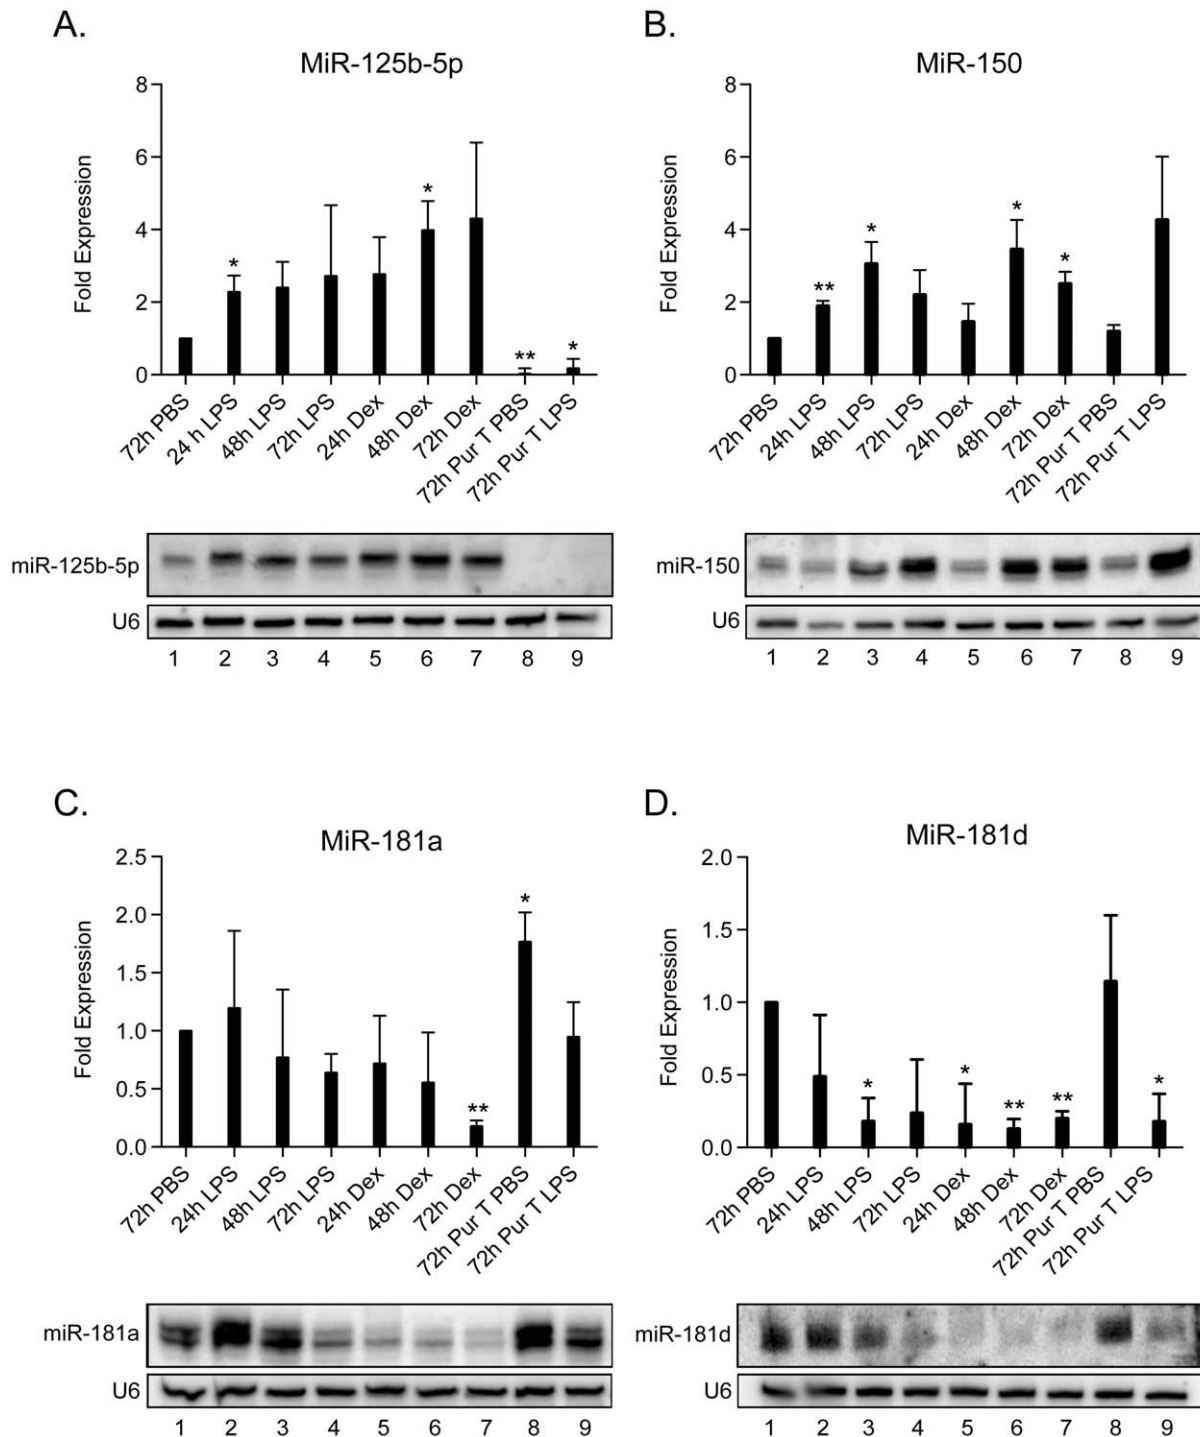 A.
MiR-125b-5p
8
6
4
2
0
Fold Expression
*
*
**
*
72h PBS
24 h LPS
48h LPS
72h LPS
24h Dex
48h Dex
72h Dex
72h Pur T PBS
72h Pur T LPS
miR-125b-5p
U6
1 2 3 4 5 6 7 8 9
B.
MiR-150
8
6
4
2
0
Fold Expression
**
*
*
*
72h PBS
24h LPS
48h LPS
72h LPS
24h Dex
48h Dex
72h Dex
72h Pur T PBS
72h Pur T LPS
miR-150
U6
1 2 3 4 5 6 7 8 9
C.
MiR-181a
2.5
2.0
1.5
1.0
0.5
0.0
Fold Expression
**
*
72h PBS
24h LPS
48h LPS
72h LPS
24h Dex
48h Dex
72h Dex
72h Pur T PBS
72h Pur T LPS
miR-181a
U6
1 2 3 4 5 6 7 8 9
D.
MiR-181d
2.0
1.5
1.0
0.5
0.0
Fold Expression
*
*
**
**
*
72h PBS
24h LPS
48h LPS
72h LPS
24h Dex
48h Dex
72h Dex
72h Pur T PBS
72h Pur T LPS
miR-181d
U6
1 2 3 4 5 6 7 8 9